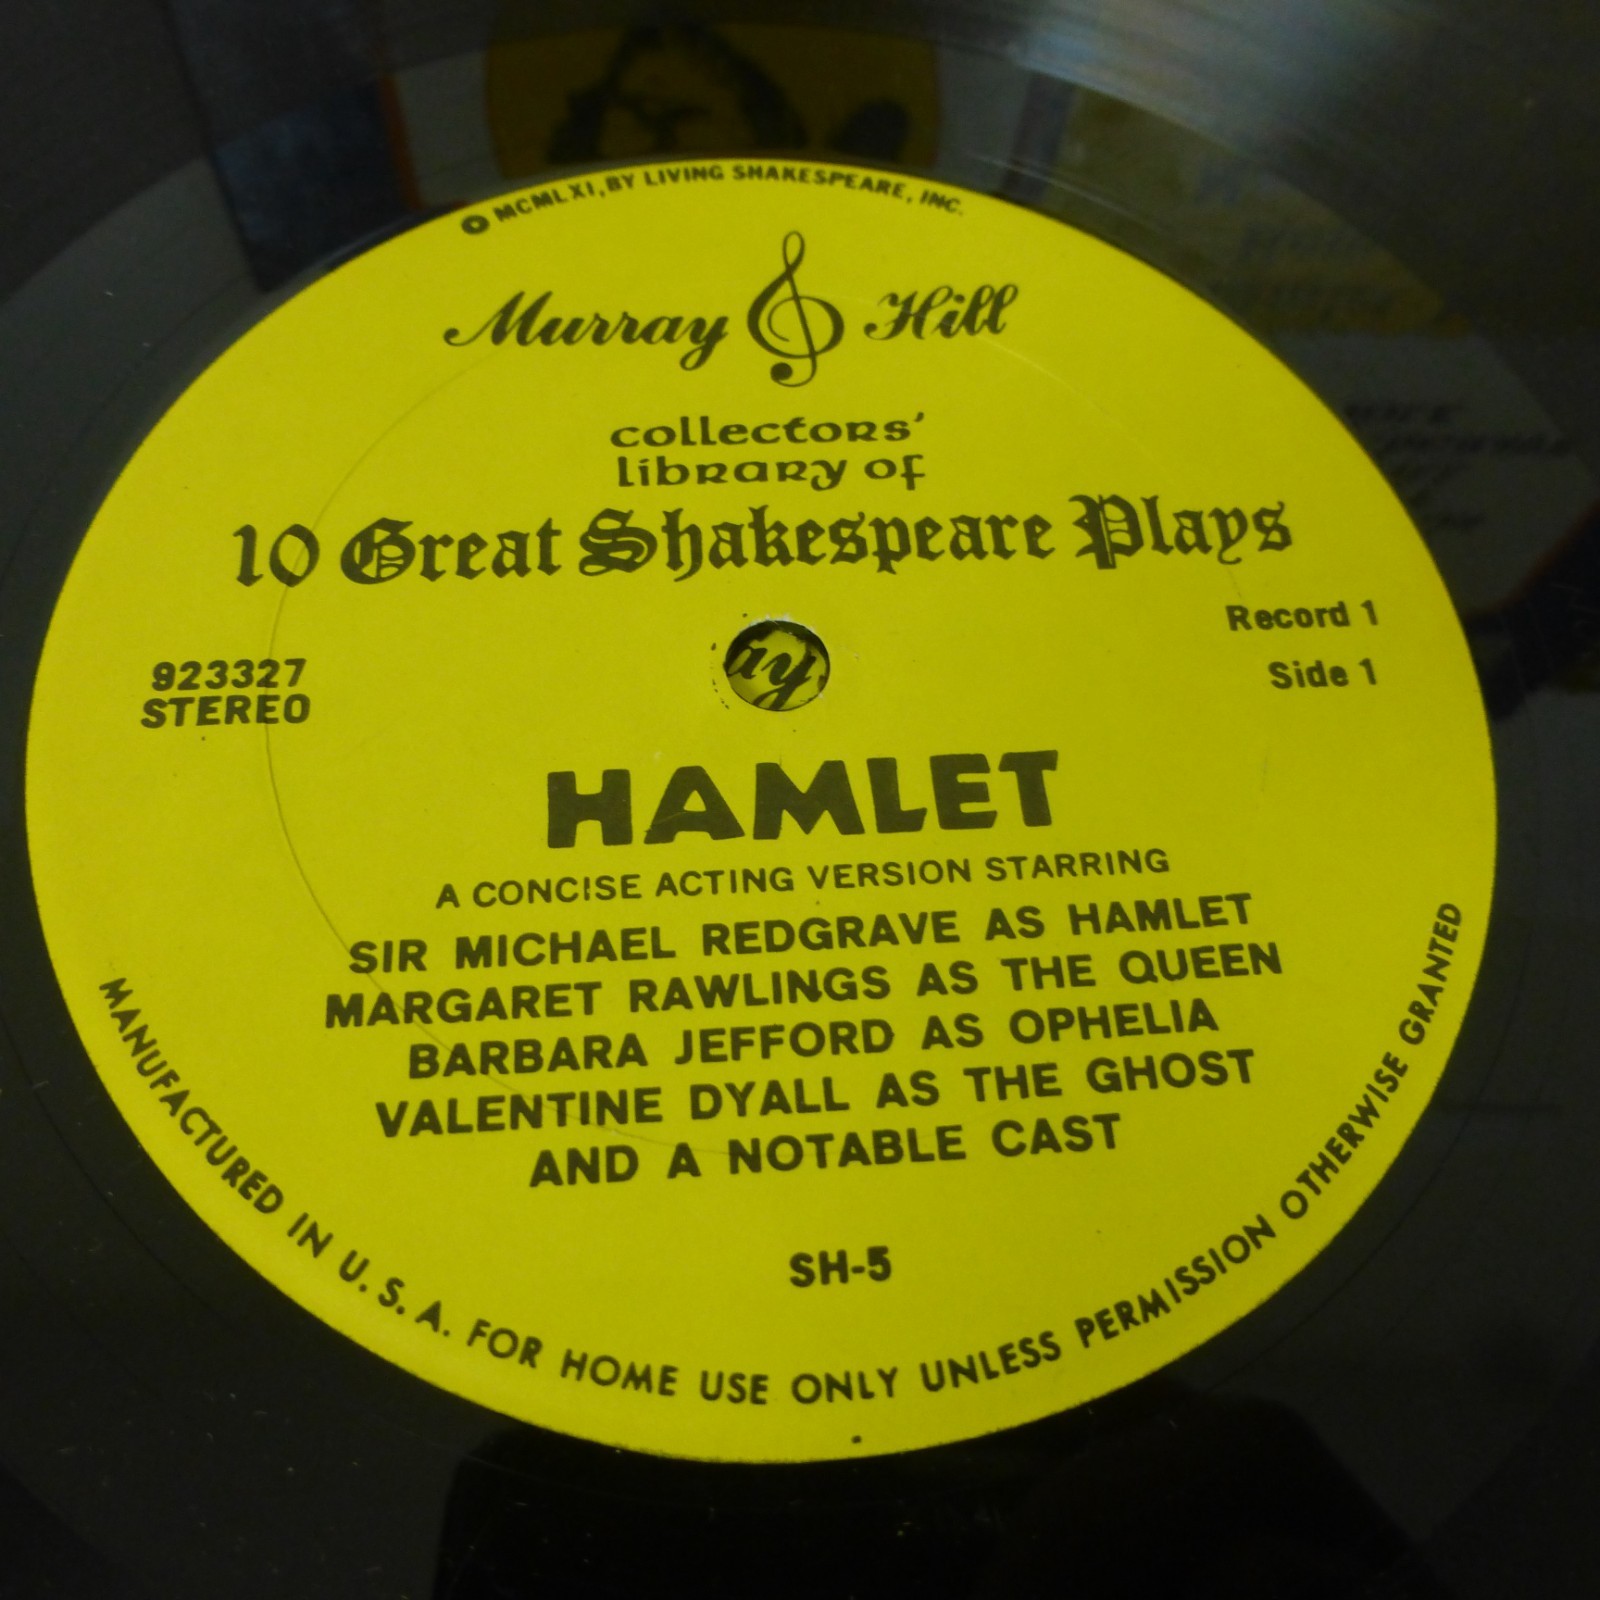 © MCMLXI, BY LIVING SHAKESPEARE, INC.
Murray Hill
collectors'
library of
10 Great Shakespeare Plays
Record 1
Side 1
923327
STEREO
ay
HAMLET
A CONCISE ACTING VERSION STARRING
SIR MICHAEL REDGRAVE AS HAMLET
MARGARET RAWLINGS AS THE QUEEN
BARBARA JEFFORD AS OPHELIA
VALENTINE DYALL AS THE GHOST
AND A NOTABLE CAST
SH-5
MANUFACTURED IN U.S.A. FOR HOME USE ONLY UNLESS PERMISSION OTHERWISE GRANTED